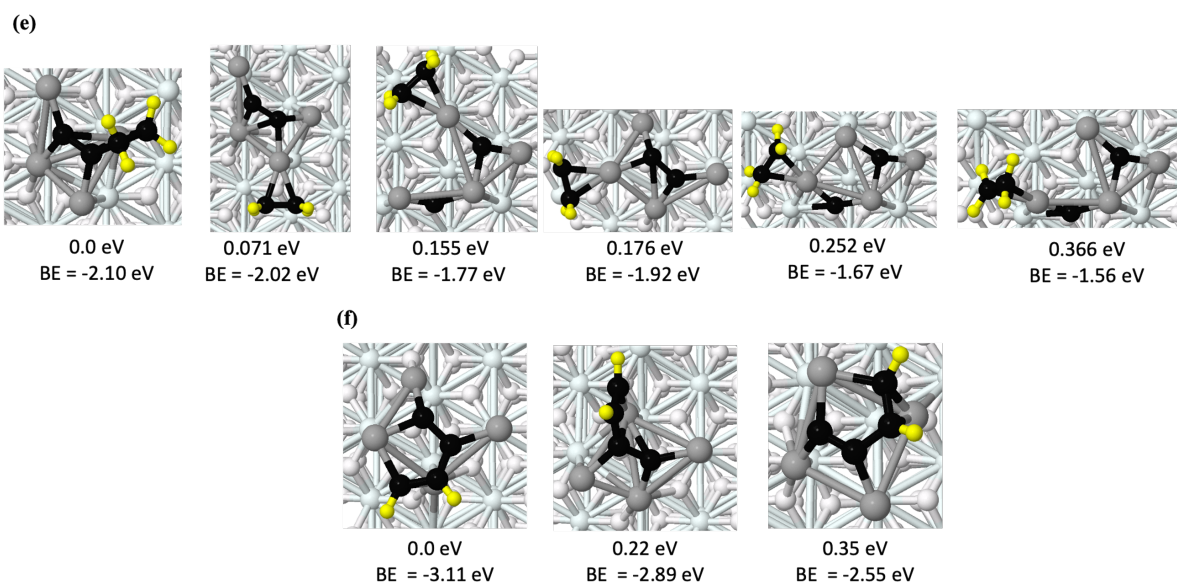 (e)
0.0 eV
BE = -2.10 eV
0.071 eV
BE = -2.02 eV
0.155 eV
BE = -1.77 eV
0.176 eV
BE = -1.92 eV
0.252 eV
BE = -1.67 eV
0.366 eV
BE = -1.56 eV
(f)
0.0 eV
BE = -3.11 eV
0.22 eV
BE = -2.89 eV
0.35 eV
BE = -2.55 eV